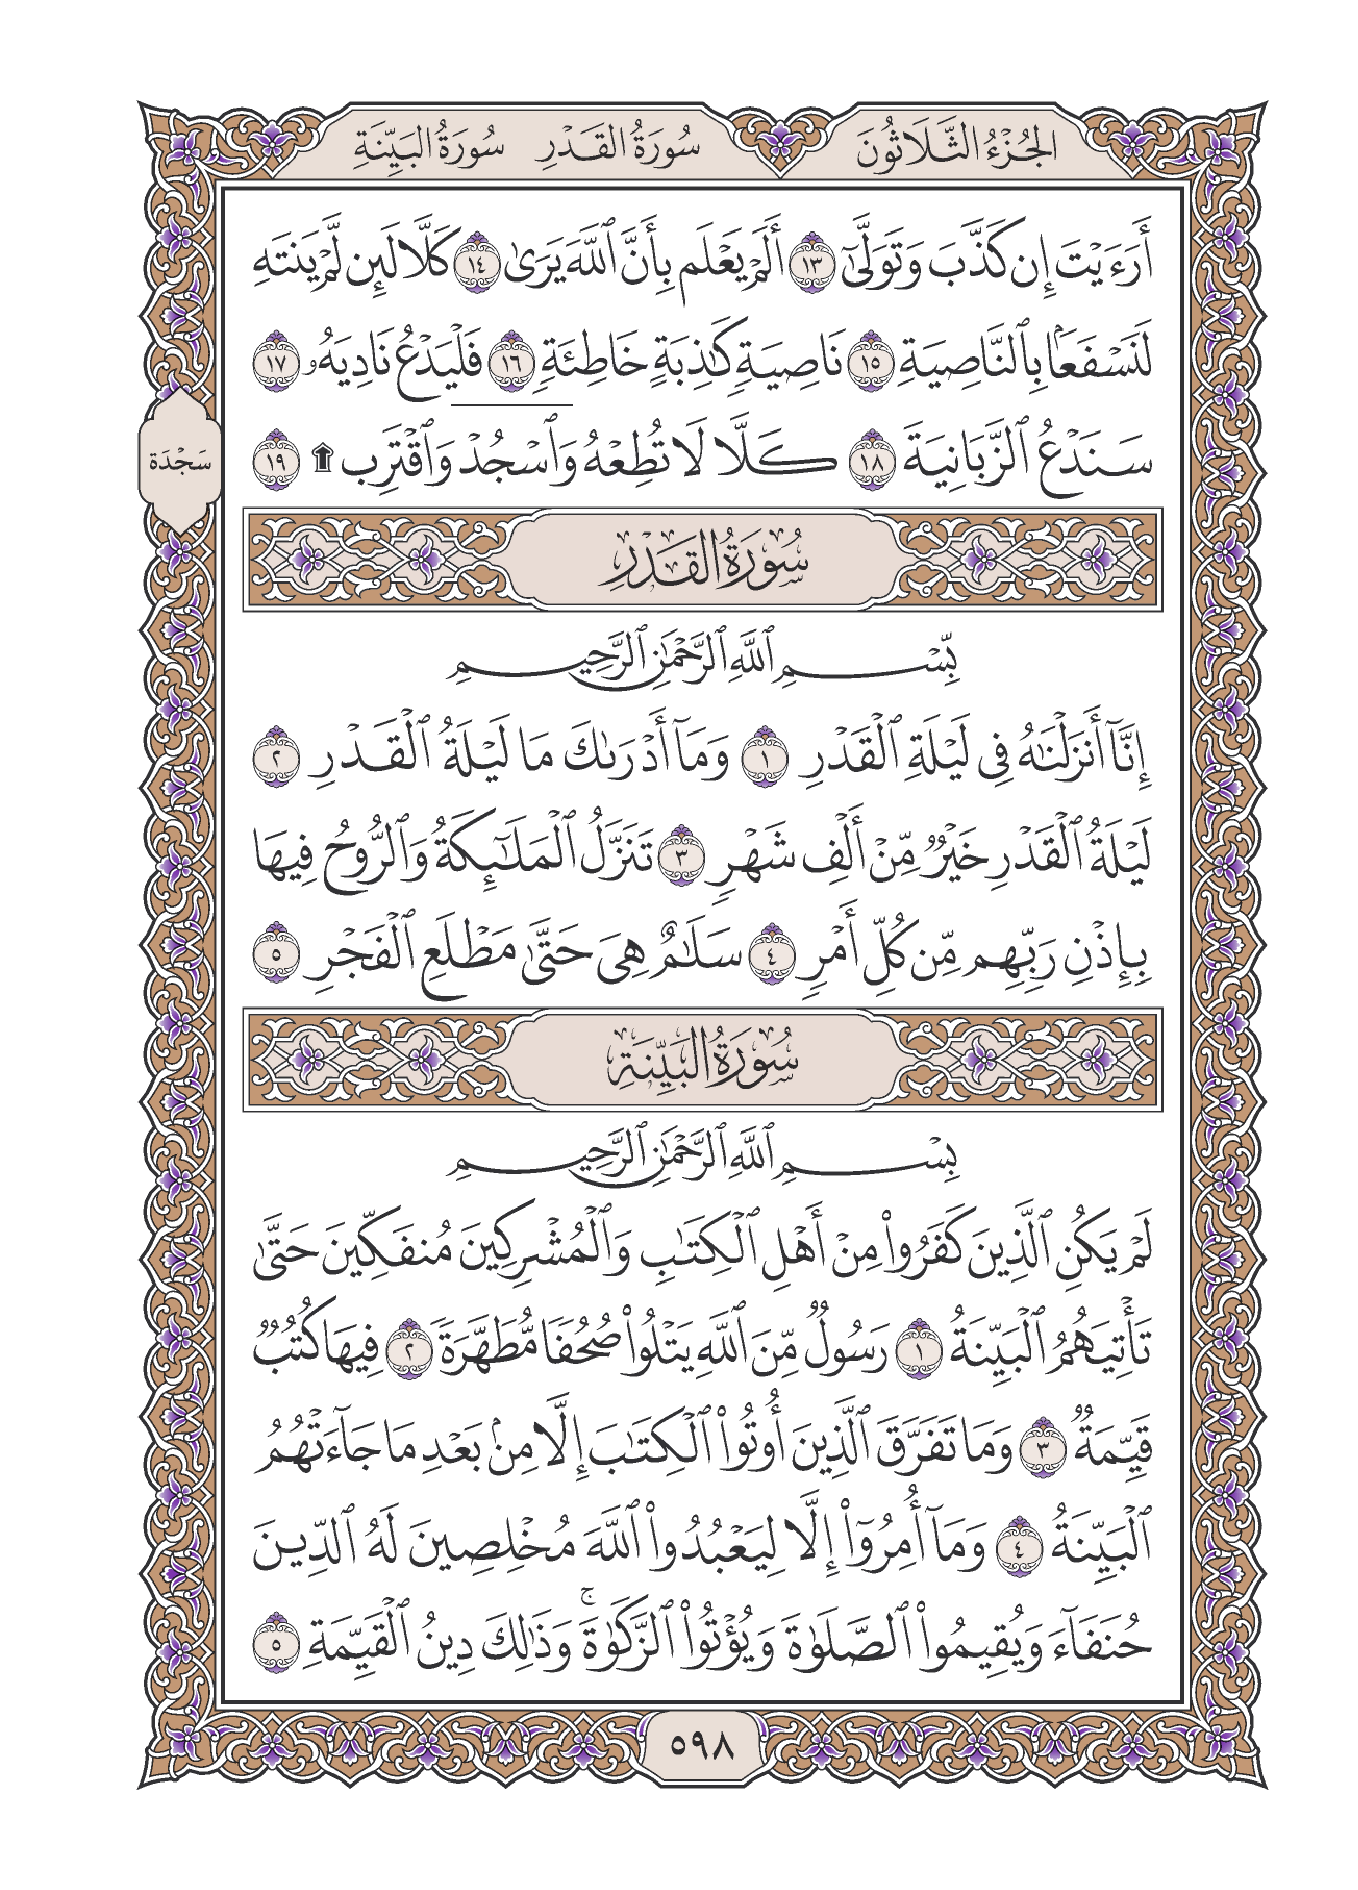 الجُزْءُ الثَّلَاثُونَ سُورَةُ القَدْرِ سُورَةُ البَيِّنَةِ
أَرَءَيْتَ إِن كَذَّبَ وَتَوَلَّىٰٓ ١٣ أَلَمْ يَعْلَم بِأَنَّ ٱللَّهَ يَرَىٰ ١٤ كَلَّا لَئِن لَّمْ يَنتَهِ
لَنَسْفَعَۢا بِٱلنَّاصِيَةِ ١٥ نَاصِيَةٍ كَٰذِبَةٍ خَاطِئَةٍ ١٦ فَلْيَدْعُ نَادِيَهُۥ ١٧
سَنَدْعُ ٱلزَّبَانِيَةَ ١٨ كَلَّا لَا تُطِعْهُ وَٱسْجُدْ وَٱقْتَرِب ۩ ١٩
سَجْدَة
سُورَةُ القَدْرِ
بِّسْمِ ٱللَّهِ ٱلرَّحْمَٰنِ ٱلرَّحِيمِ
إِنَّآ أَنزَلْنَٰهُ فِى لَيْلَةِ ٱلْقَدْرِ ١ وَمَآ أَدْرَىٰكَ مَا لَيْلَةُ ٱلْقَدْرِ ٢
لَيْلَةُ ٱلْقَدْرِ خَيْرٌ مِّنْ أَلْفِ شَهْرٍ ٣ تَنَزَّلُ ٱلْمَلَٰٓئِكَةُ وَٱلرُّوحُ فِيهَا
بِإِذْنِ رَبِّهِم مِّن كُلِّ أَمْرٍ ٤ سَلَٰمٌ هِىَ حَتَّىٰ مَطْلَعِ ٱلْفَجْرِ ٥
سُورَةُ البَيِّنَةِ
بِسْمِ ٱللَّهِ ٱلرَّحْمَٰنِ ٱلرَّحِيمِ
لَمْ يَكُنِ ٱلَّذِينَ كَفَرُوا۟ مِنْ أَهْلِ ٱلْكِتَٰبِ وَٱلْمُشْرِكِينَ مُنفَكِّينَ حَتَّىٰ
تَأْتِيَهُمُ ٱلْبَيِّنَةُ ١ رَسُولٌ مِّنَ ٱللَّهِ يَتْلُوا۟ صُحُفًا مُّطَهَّرَةً ٢ فِيهَا كُتُبٌ
قَيِّمَةٌ ٣ وَمَا تَفَرَّقَ ٱلَّذِينَ أُوتُوا۟ ٱلْكِتَٰبَ إِلَّا مِنۢ بَعْدِ مَا جَآءَتْهُمُ
ٱلْبَيِّنَةُ ٤ وَمَآ أُمِرُوٓا۟ إِلَّا لِيَعْبُدُوا۟ ٱللَّهَ مُخْلِصِينَ لَهُ ٱلدِّينَ
حُنَفَآءَ وَيُقِيمُوا۟ ٱلصَّلَوٰةَ وَيُؤْتُوا۟ ٱلزَّكَوٰةَ ۚ وَذَٰلِكَ دِينُ ٱلْقَيِّمَةِ ٥
٥٩٨